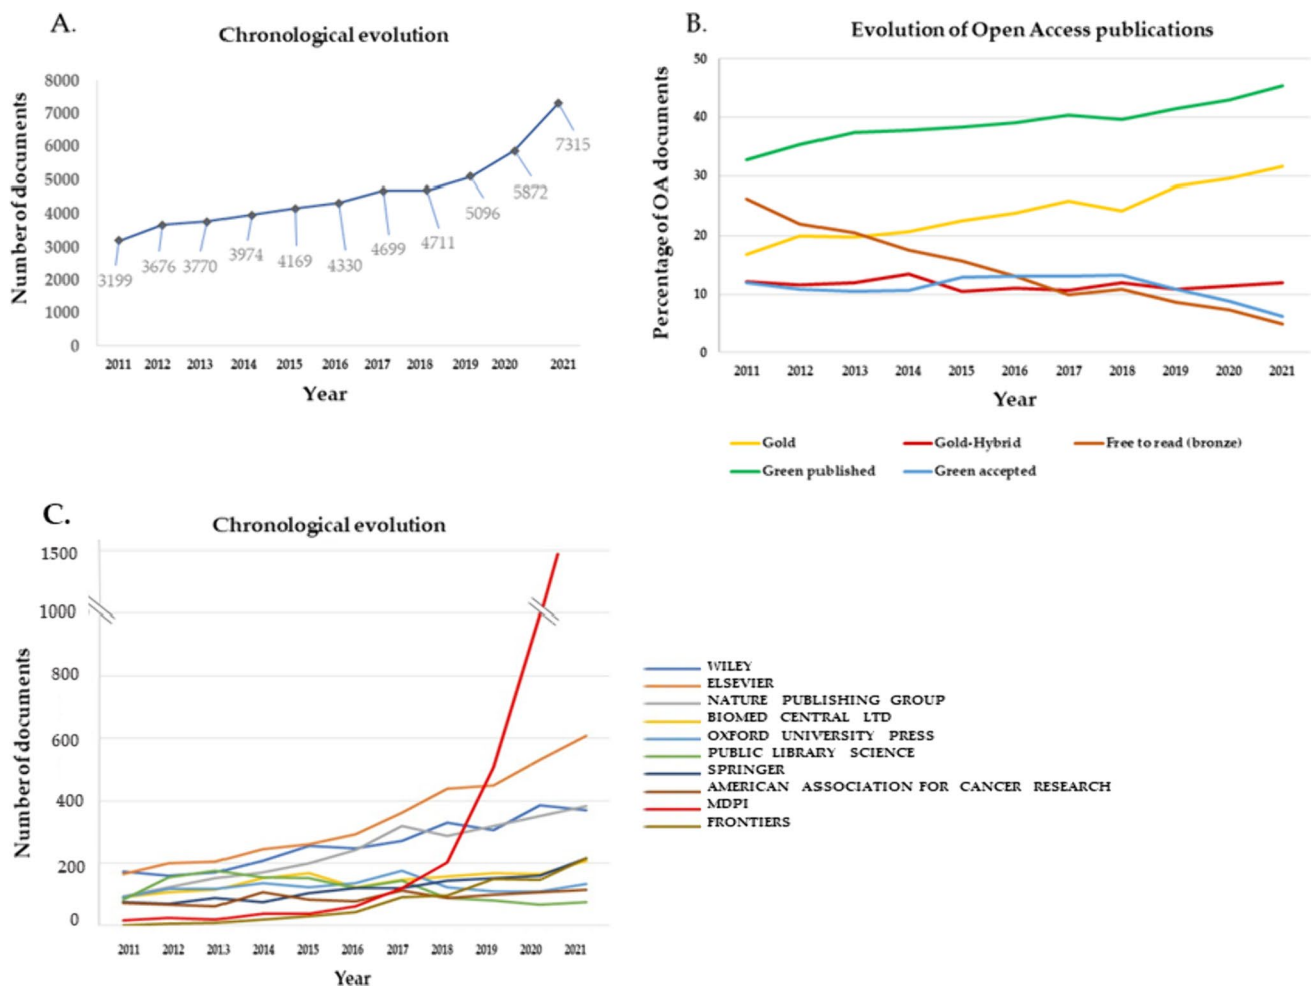 A.
Chronological evolution
Number of documents
8000
7000
6000
5000
4000
3000
2000
1000
0
3199
3676
3770
3974
4169
4330
4699
4711
5096
5872
7315
2011 2012 2013 2014 2015 2016 2017 2018 2019 2020 2021
Year
B.
Evolution of Open Access publications
Percentage of OA documents
50
40
30
20
10
0
2011 2012 2013 2014 2015 2016 2017 2018 2019 2020 2021
Year
Gold Gold-Hybrid Free to read (bronze)
Green published Green accepted
C.
Chronological evolution
Number of documents
1500
1000
800
600
400
200
0
2011 2012 2013 2014 2015 2016 2017 2018 2019 2020 2021
Year
WILEY
ELSEVIER
NATURE PUBLISHING GROUP
BIOMED CENTRAL LTD
OXFORD UNIVERSITY PRESS
PUBLIC LIBRARY SCIENCE
SPRINGER
AMERICAN ASSOCIATION FOR CANCER RESEARCH
MDPI
FRONTIERS